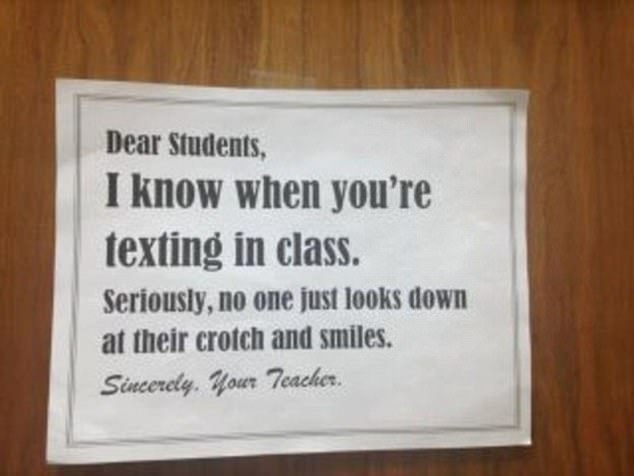 Dear Students,
I know when you're
texting in class.
Seriously, no one just looks down
at their crotch and smiles.
Sincerely. Your Teacher.